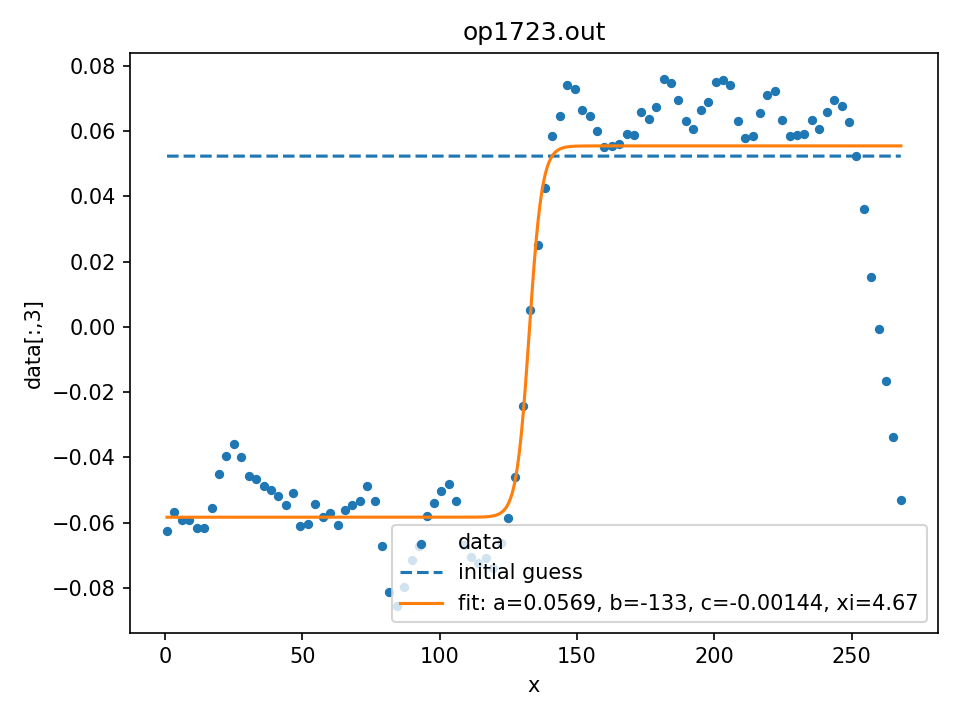 op1723.out
0.08
0.06
0.04
0.02
0.00
−0.02
−0.04
−0.06
−0.08
data[:,3]
data
initial guess
fit: a=0.0569, b=-133, c=-0.00144, xi=4.67
0 50 100 150 200 250
x